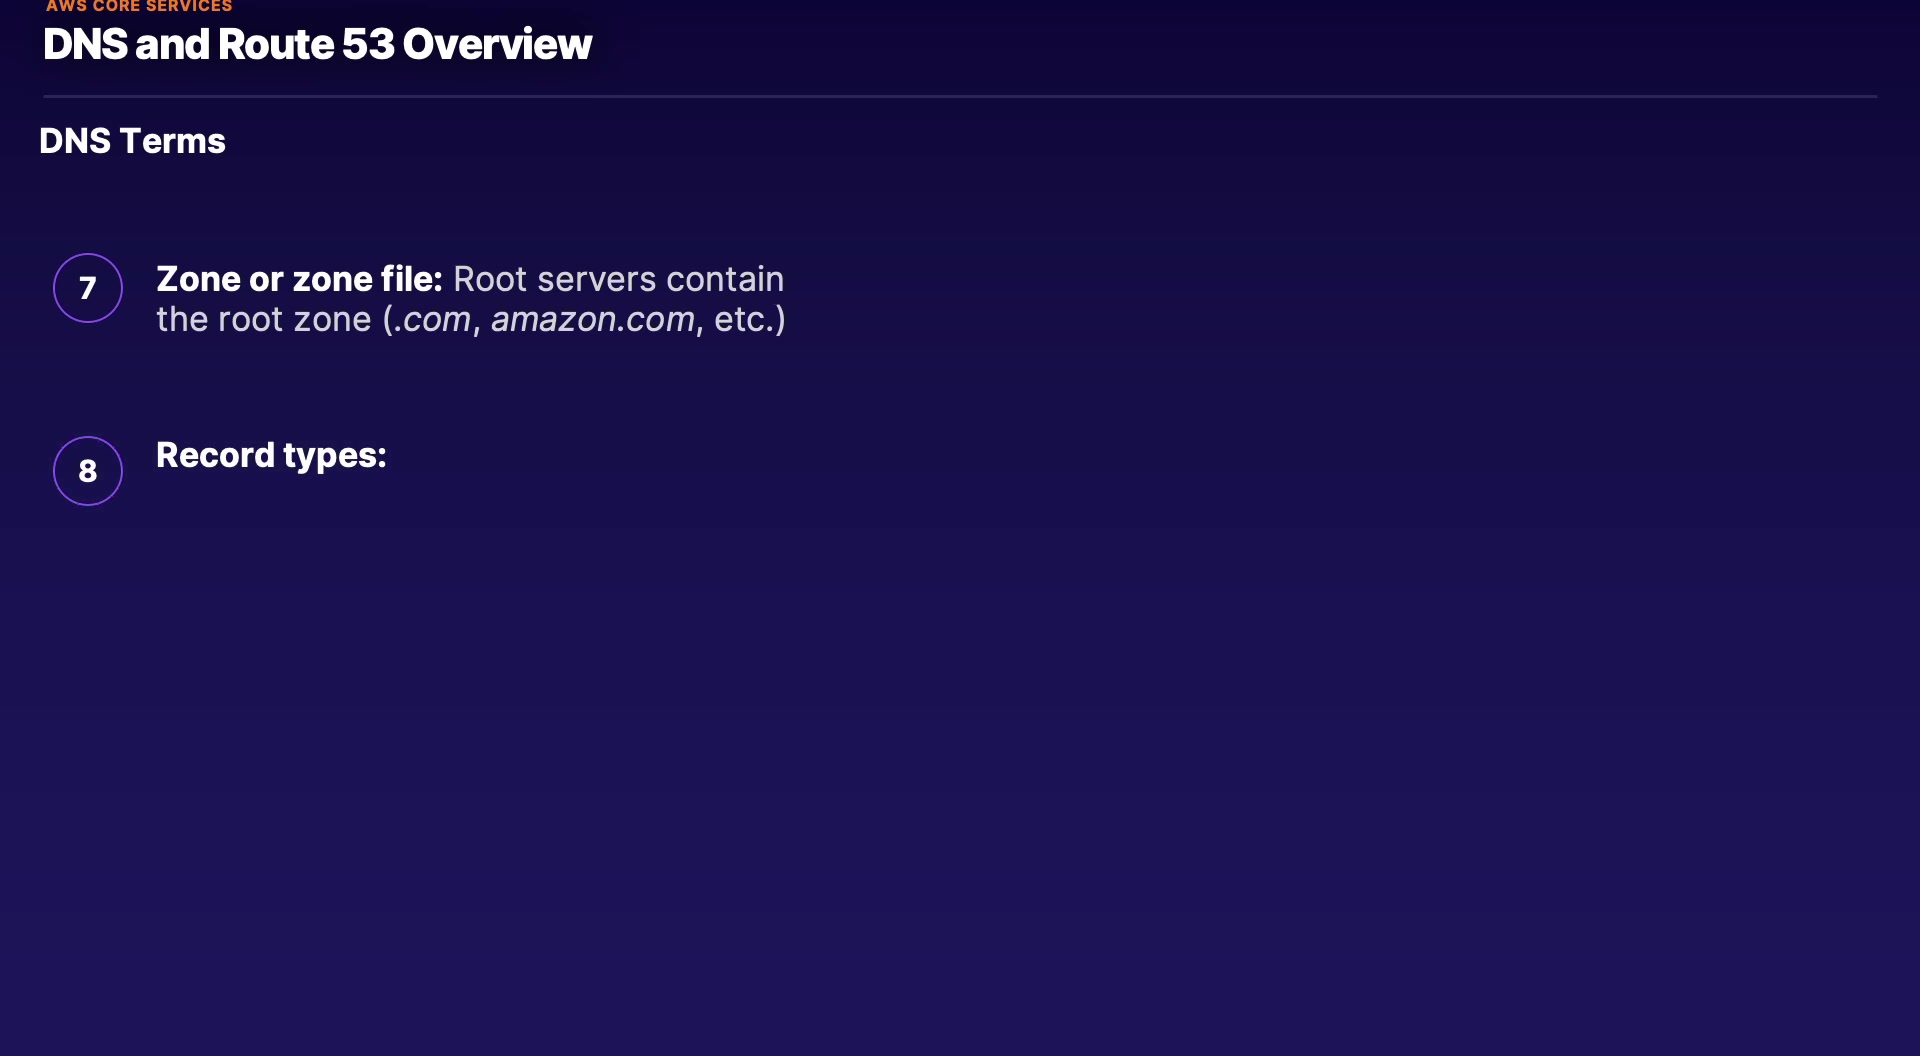 AWS CORE SERVICES
DNS and Route 53 Overview
DNS Terms
7
Zone or zone file: Root servers contain
the root zone (.com, amazon.com, etc.)
8
Record types: